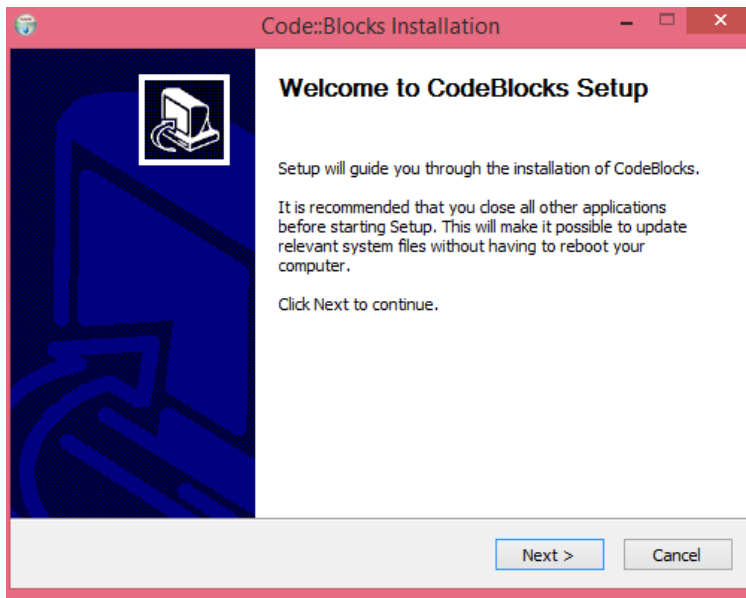 Code::Blocks Installation
Welcome to CodeBlocks Setup
Setup will guide you through the installation of CodeBlocks.
It is recommended that you close all other applications
before starting Setup. This will make it possible to update
relevant system files without having to reboot your
computer.
Click Next to continue.
Next >
Cancel